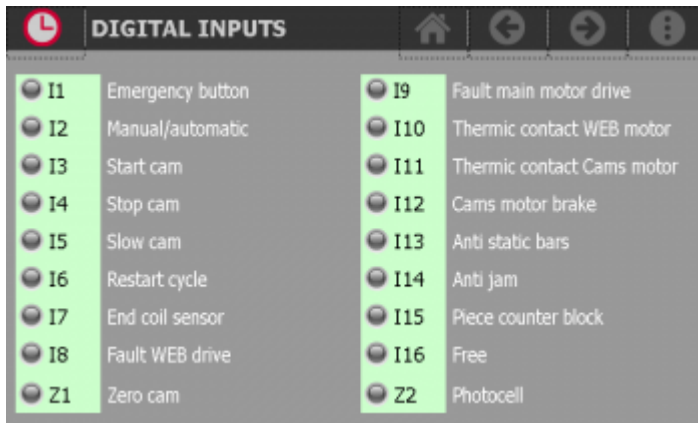 DIGITAL INPUTS
I1 Emergency button
I2 Manual/automatic
I3 Start cam
I4 Stop cam
I5 Slow cam
I6 Restart cycle
I7 End coil sensor
I8 Fault WEB drive
Z1 Zero cam
I9 Fault main motor drive
I10 Thermic contact WEB motor
I11 Thermic contact Cams motor
I12 Cams motor brake
I13 Anti static bars
I14 Anti jam
I15 Piece counter block
I16 Free
Z2 Photocell